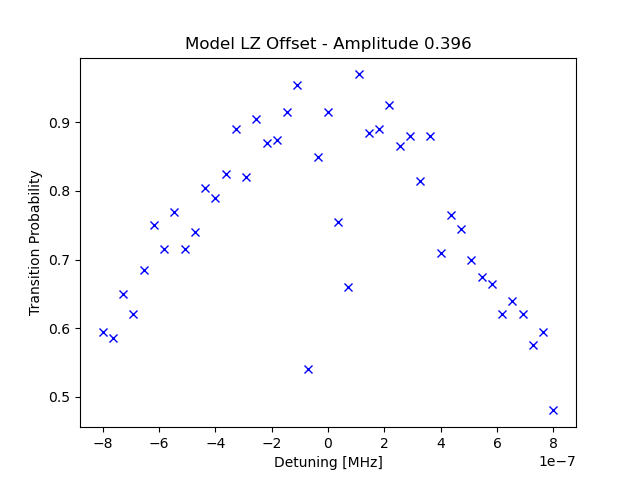 Model LZ Offset - Amplitude 0.396
Transition Probability
0.9
0.8
0.7
0.6
0.5
−8 −6 −4 −2 0 2 4 6 8
1e−7
Detuning [MHz]